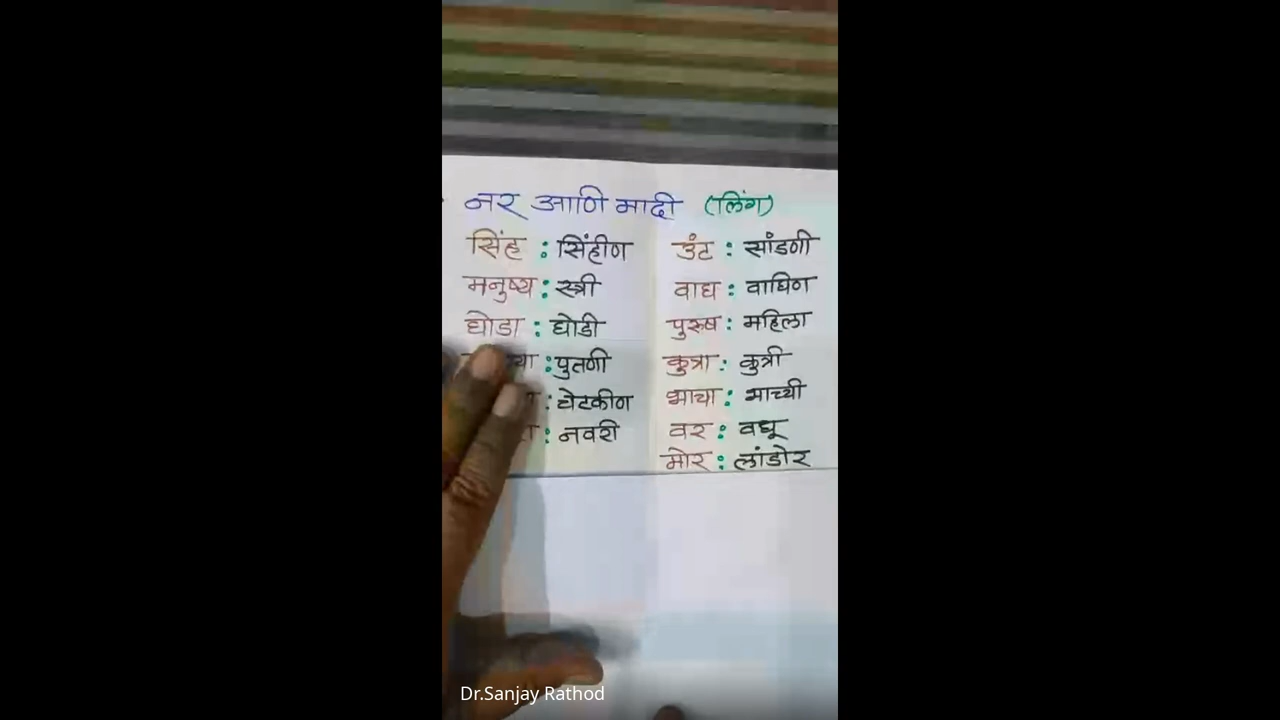 नर आणि मादी (लिंग)
सिंह : सिंहीण
मनुष्य : स्त्री
घोडा : घोडी
: पुतणी
: चेटकीण
: नवरी
उंट : सांडणी
वाघ : वाघिण
पुरुष : महिला
कुत्रा : कुत्री
भाचा : भाच्यी
वर : वधू
मोर : लांडोर
Dr.Sanjay Rathod